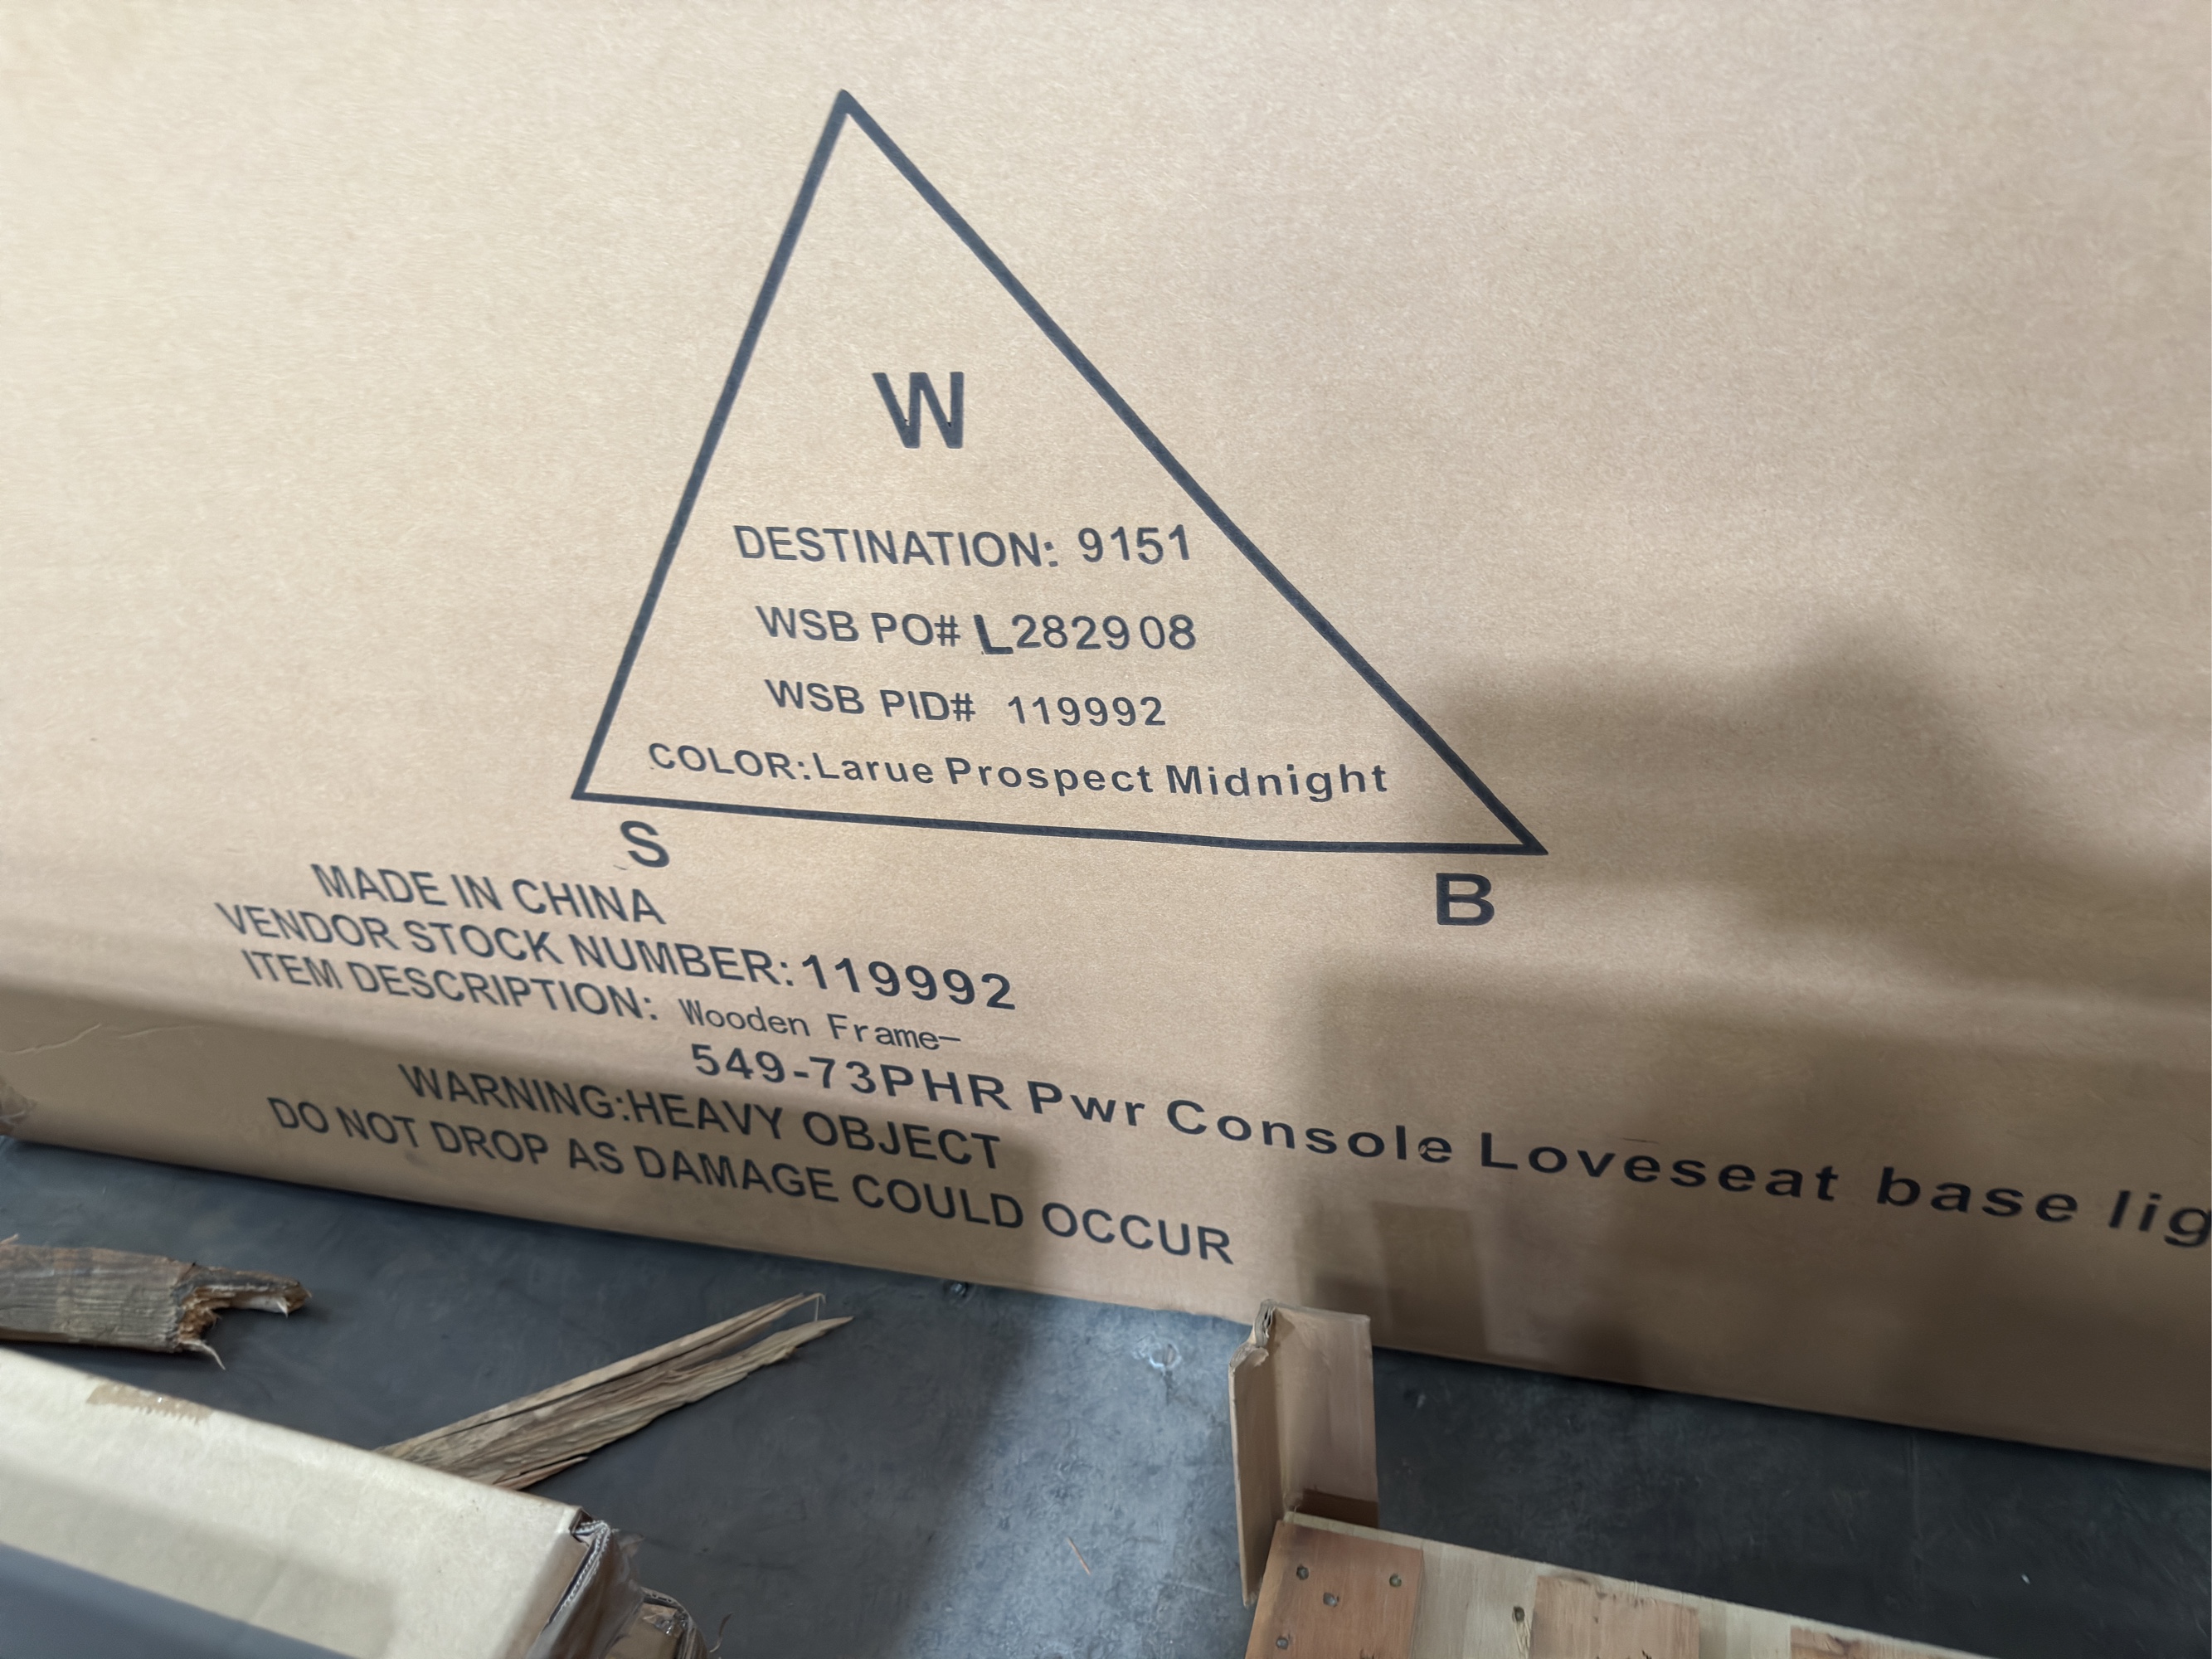 W
DESTINATION: 9151
WSB PO# L282908
WSB PID# 119992
COLOR:Larue Prospect Midnight
S B
MADE IN CHINA
VENDOR STOCK NUMBER:119992
ITEM DESCRIPTION: Wooden Frame-
549-73PHR Pwr Console Loveseat base lig
WARNING:HEAVY OBJECT
DO NOT DROP AS DAMAGE COULD OCCUR